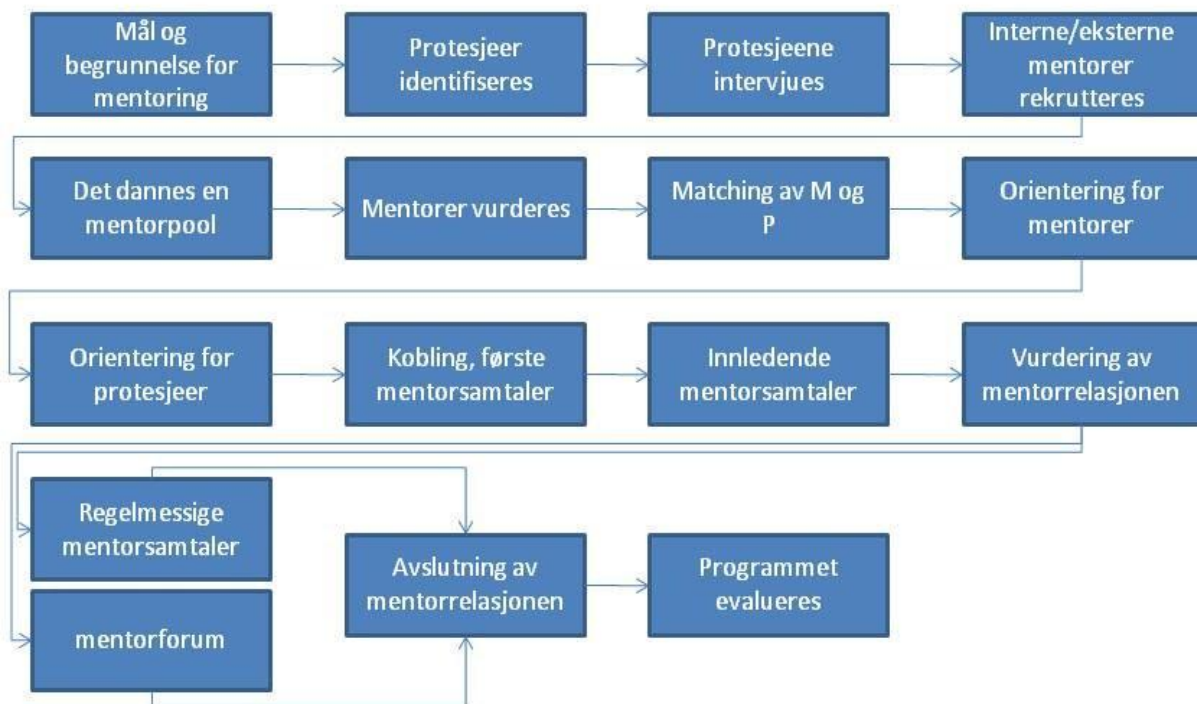 Mål og
begrunnelse for
mentoring
Protesjeer
identifiseres
Protesjeene
intervjues
Interne/eksterne
mentorer
rekrutteres
Det dannes en
mentorpool
Mentorer vurderes
Matching av M og
P
Orientering for
mentorer
Orientering for
protesjeer
Kobling, første
mentorsamtaler
Innledende
mentorsamtaler
Vurdering av
mentorrelasjonen
Regelmessige
mentorsamtaler
mentorforum
Avslutning av
mentorrelasjonen
Programmet
evalueres